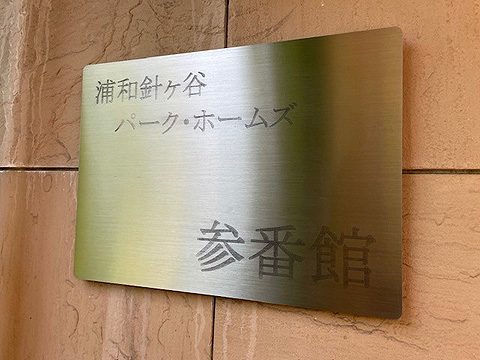 浦和針ヶ谷
パーク・ホームズ
参番館